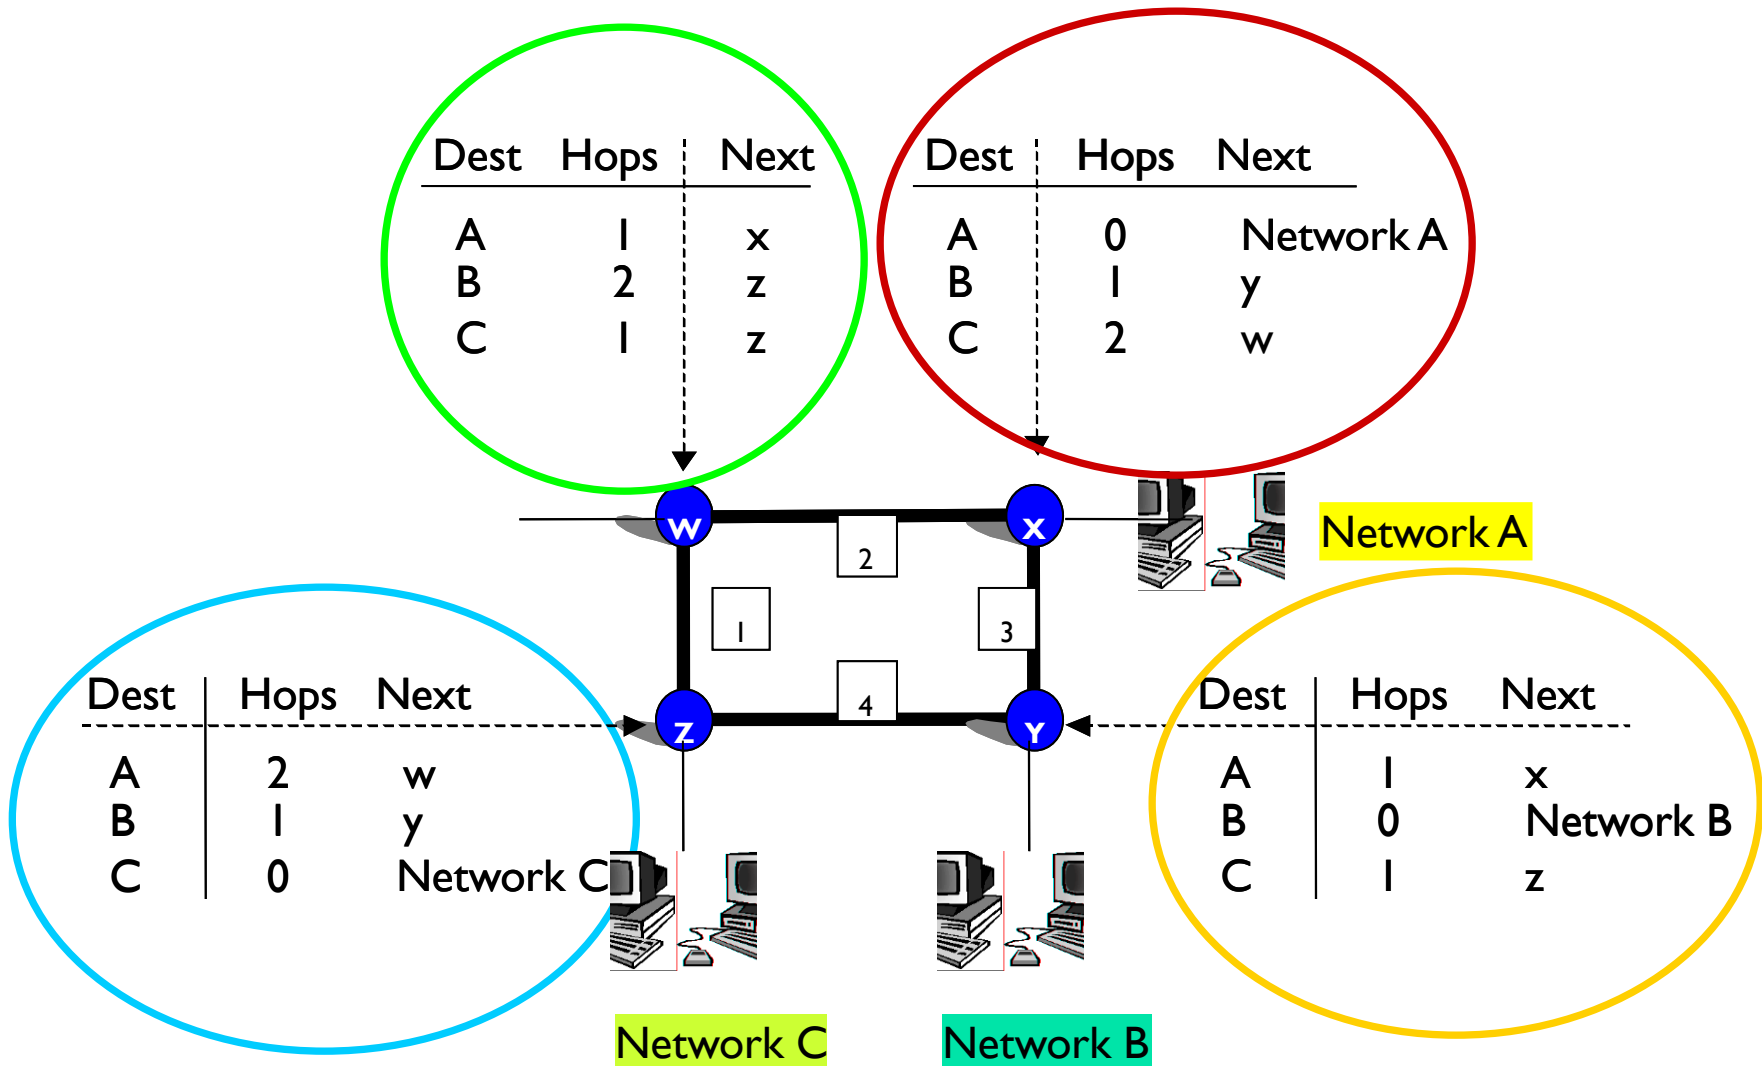 Dest Hops Next
A 1 x
B 2 z
C 1 z
Dest Hops Next
A 0 Network A
B 1 y
C 2 w
W
X
2
Network A
1
3
Z
4
Y
Dest Hops Next
A 2 w
B 1 y
C 0 Network C
Dest Hops Next
A 1 x
B 0 Network B
C 1 z
Network C
Network B